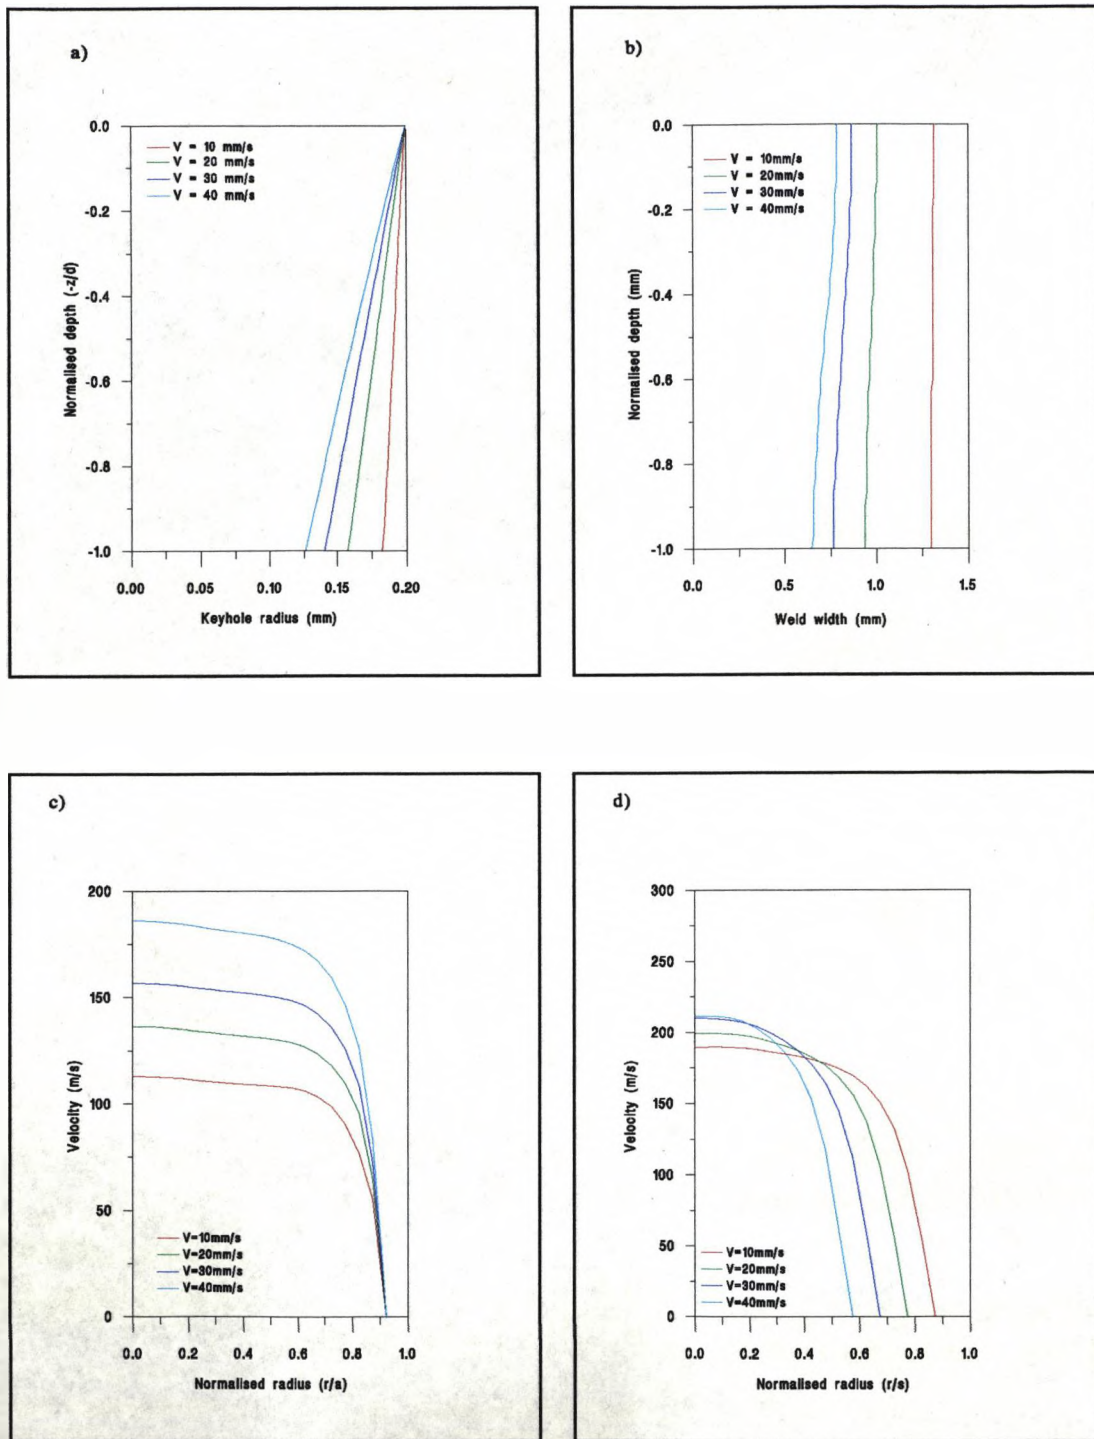 a)
0.0
-0.2
-0.4
-0.6
-0.8
-1.0
Normalised depth (-z/d)
V = 10 mm/s
V = 20 mm/s
V = 30 mm/s
V = 40 mm/s
0.00 0.05 0.10 0.15 0.20
Keyhole radius (mm)
b)
0.0
-0.2
-0.4
-0.6
-0.8
-1.0
Normalised depth (mm)
V = 10mm/s
V = 20mm/s
V = 30mm/s
V = 40mm/s
0.0 0.5 1.0 1.5
Weld width (mm)
c)
200
150
100
50
0
Velocity (m/s)
V=10mm/s
V=20mm/s
V=30mm/s
V=40mm/s
0.0 0.2 0.4 0.6 0.8 1.0
Normalised radius (r/a)
d)
300
250
200
150
100
50
0
Velocity (m/s)
V=10mm/s
V=20mm/s
V=30mm/s
V=40mm/s
0.0 0.2 0.4 0.6 0.8 1.0
Normalised radius (r/s)